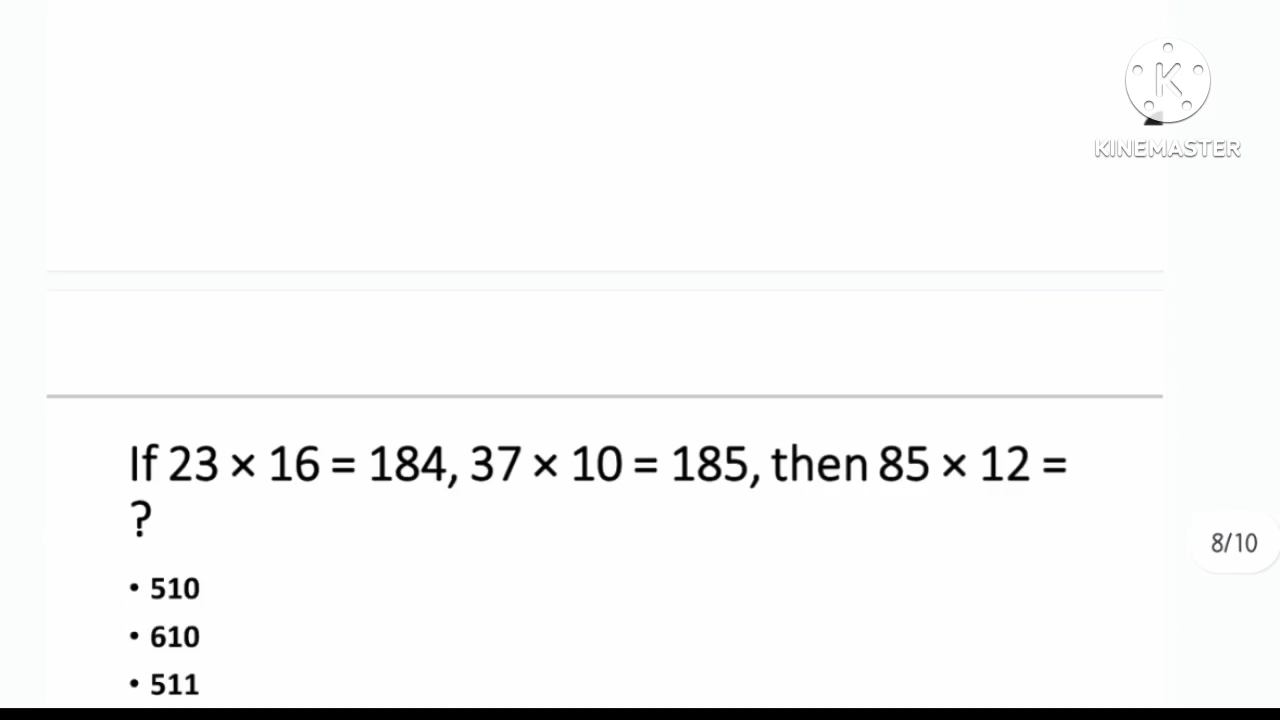 K
KINEMASTER
If 23 × 16 = 184, 37 × 10 = 185, then 85 × 12 =
?
8/10
• 510
• 610
• 511